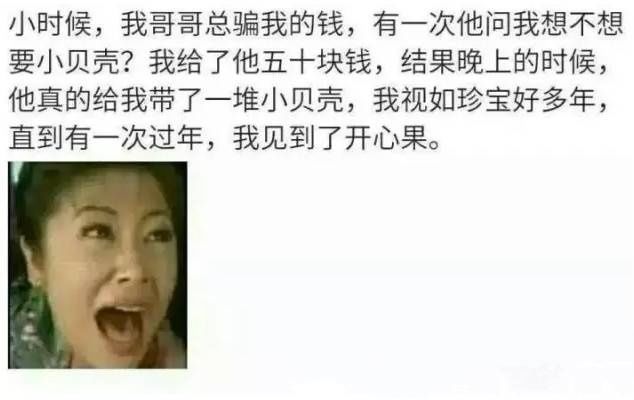 小时候，我哥哥总骗我的钱，有一次他问我想不想
要小贝壳？我给了他五十块钱，结果晚上的时候，
他真的给我带了一堆小贝壳，我视如珍宝好多年，
直到有一次过年，我见到了开心果。